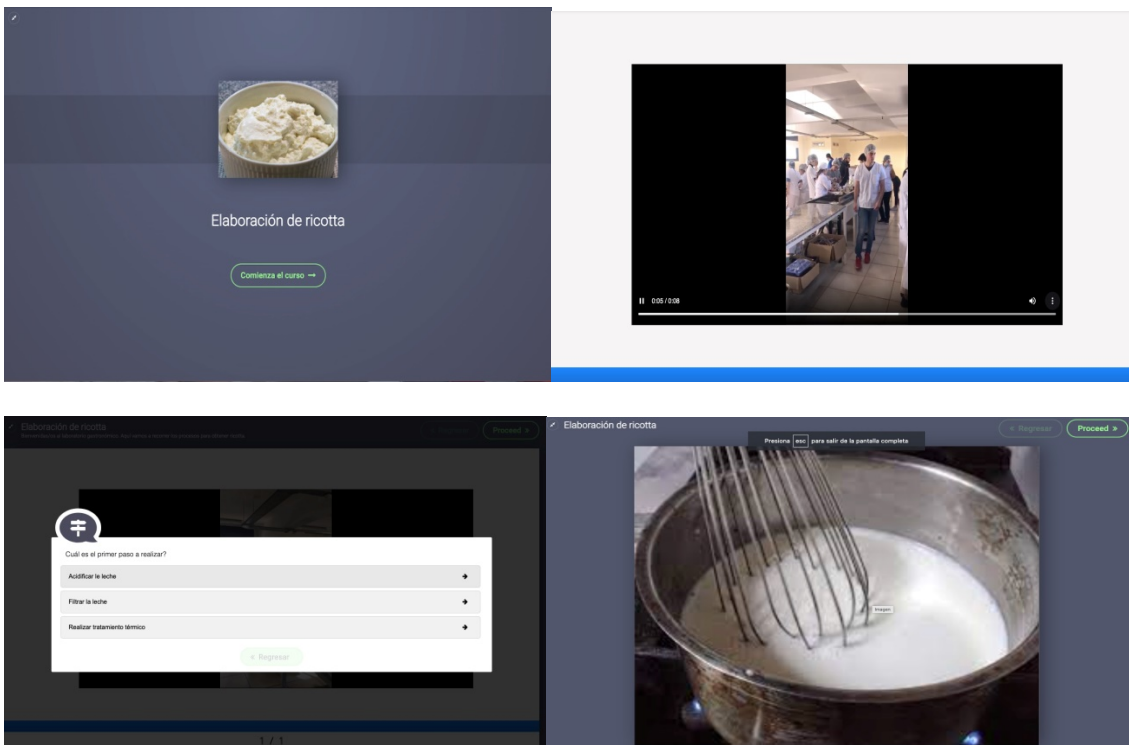 Elaboración de ricotta
Comienza el curso →
0:05 / 0:08
Elaboración de ricotta
« Regresar
Proceed »
Cuál es el primer paso a realizar?
Acidificar le leche
Filtrar la leche
Realizar tratamiento térmico
« Regresar
1 / 1
Elaboración de ricotta
« Regresar
Proceed »
Presiona esc para salir de la pantalla completa
Imagen